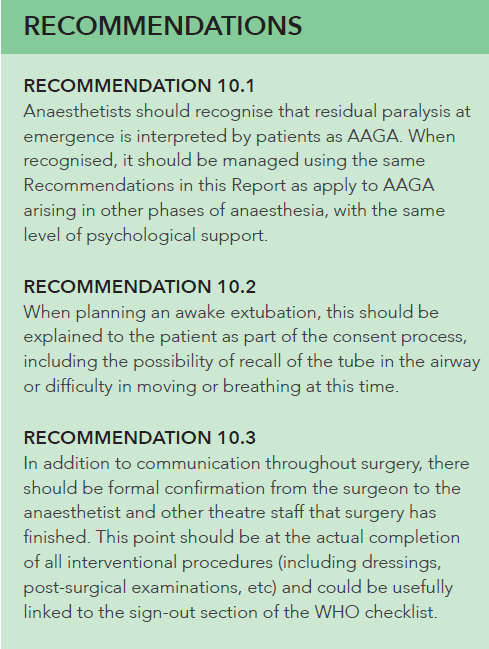 RECOMMENDATIONS
RECOMMENDATION 10.1
Anaesthetists should recognise that residual paralysis at
emergence is interpreted by patients as AAGA. When
recognised, it should be managed using the same
Recommendations in this Report as apply to AAGA
arising in other phases of anaesthesia, with the same
level of psychological support.
RECOMMENDATION 10.2
When planning an awake extubation, this should be
explained to the patient as part of the consent process,
including the possibility of recall of the tube in the airway
or difficulty in moving or breathing at this time.
RECOMMENDATION 10.3
In addition to communication throughout surgery, there
should be formal confirmation from the surgeon to the
anaesthetist and other theatre staff that surgery has
finished. This point should be at the actual completion
of all interventional procedures (including dressings,
post-surgical examinations, etc) and could be usefully
linked to the sign-out section of the WHO checklist.